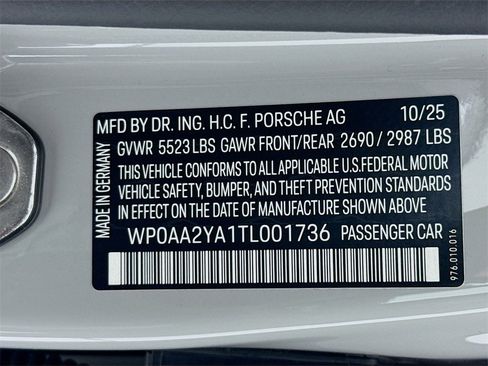 MFD BY DR. ING. H.C. F. PORSCHE AG 10/25
GVWR 5523 LBS GAWR FRONT/REAR 2690 / 2987 LBS
THIS VEHICLE CONFORMS TO ALL APPLICABLE U.S.FEDERAL MOTOR
VEHICLE SAFETY, BUMPER, AND THEFT PREVENTION STANDARDS
IN EFFECT ON THE DATE OF MANUFACTURE SHOWN ABOVE
WP0AA2YA1TL001736 PASSENGER CAR
MADE IN GERMANY
976.010.016